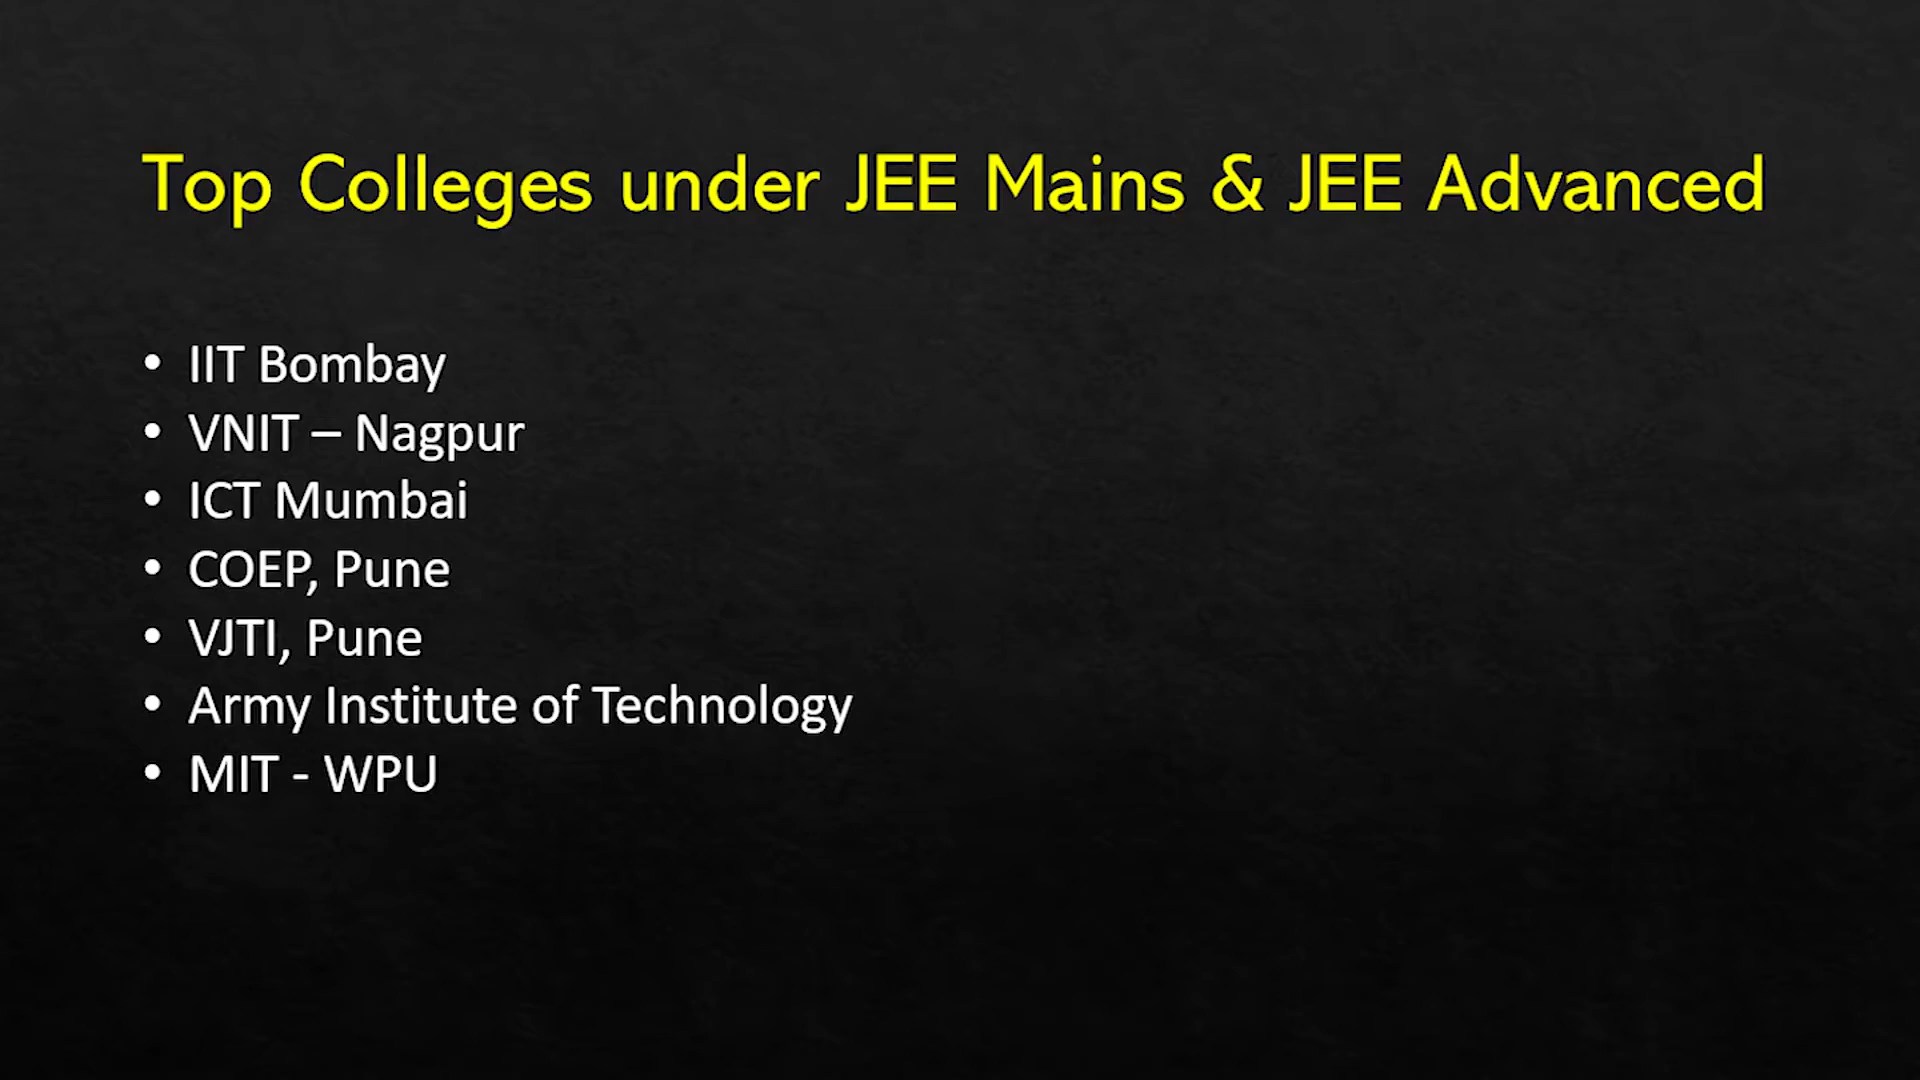 Top Colleges under JEE Mains & JEE Advanced
• IIT Bombay
• VNIT – Nagpur
• ICT Mumbai
• COEP, Pune
• VJTI, Pune
• Army Institute of Technology
• MIT - WPU